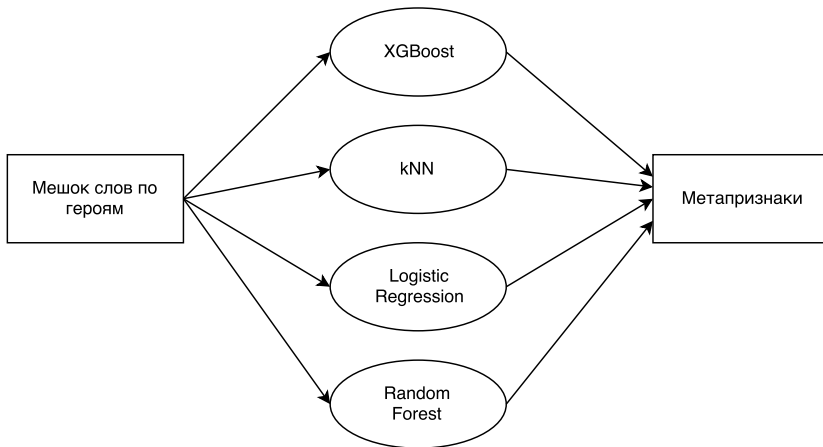 XGBoost
kNN
Мешок слов по
героям
Метапризнаки
Logistic
Regression
Random
Forest